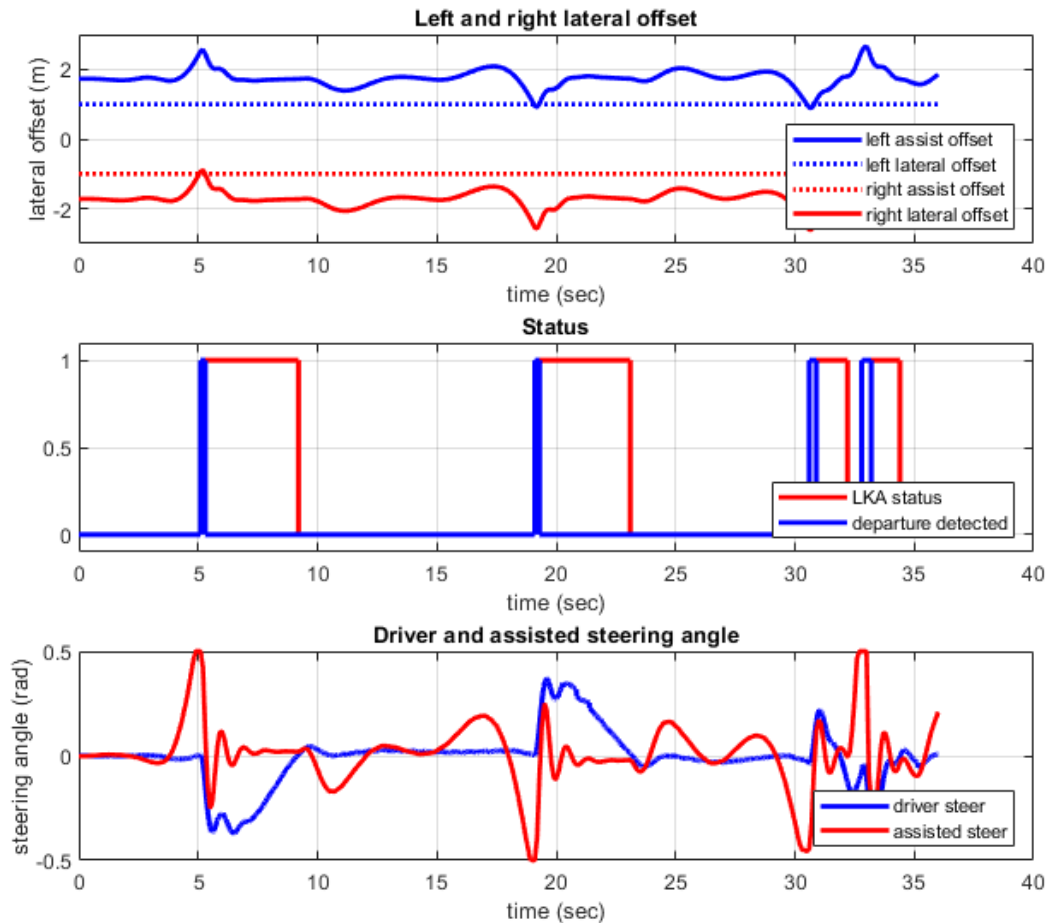 Left and right lateral offset
lateral offset (m)
2
0
-2
left assist offset
left lateral offset
right assist offset
right lateral offset
0 5 10 15 20 25 30 35 40
time (sec)
Status
1
0.5
0
LKA status
departure detected
0 5 10 15 20 25 30 35 40
time (sec)
Driver and assisted steering angle
steering angle (rad)
0.5
0
-0.5
driver steer
assisted steer
0 5 10 15 20 25 30 35 40
time (sec)